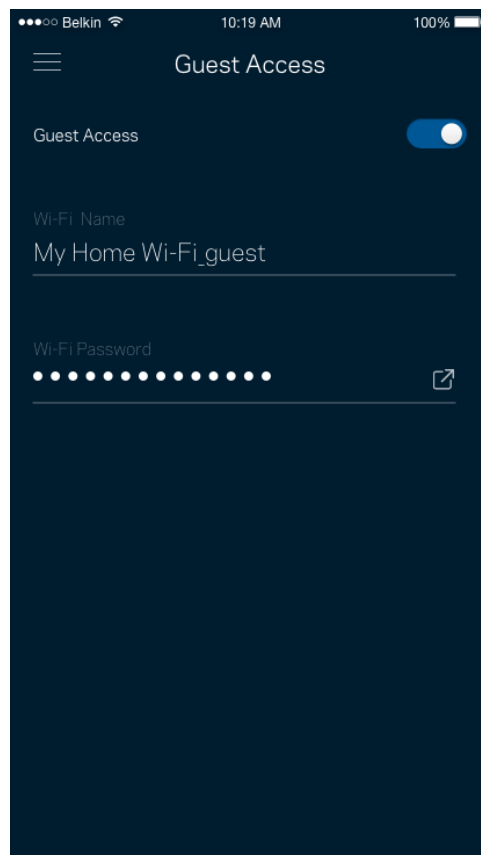 ●●●○○ Belkin 10:19 AM 100%
Guest Access
Guest Access
Wi-Fi Name
My Home Wi-Fi_guest
Wi-Fi Password
●●●●●●●●●●●●●●